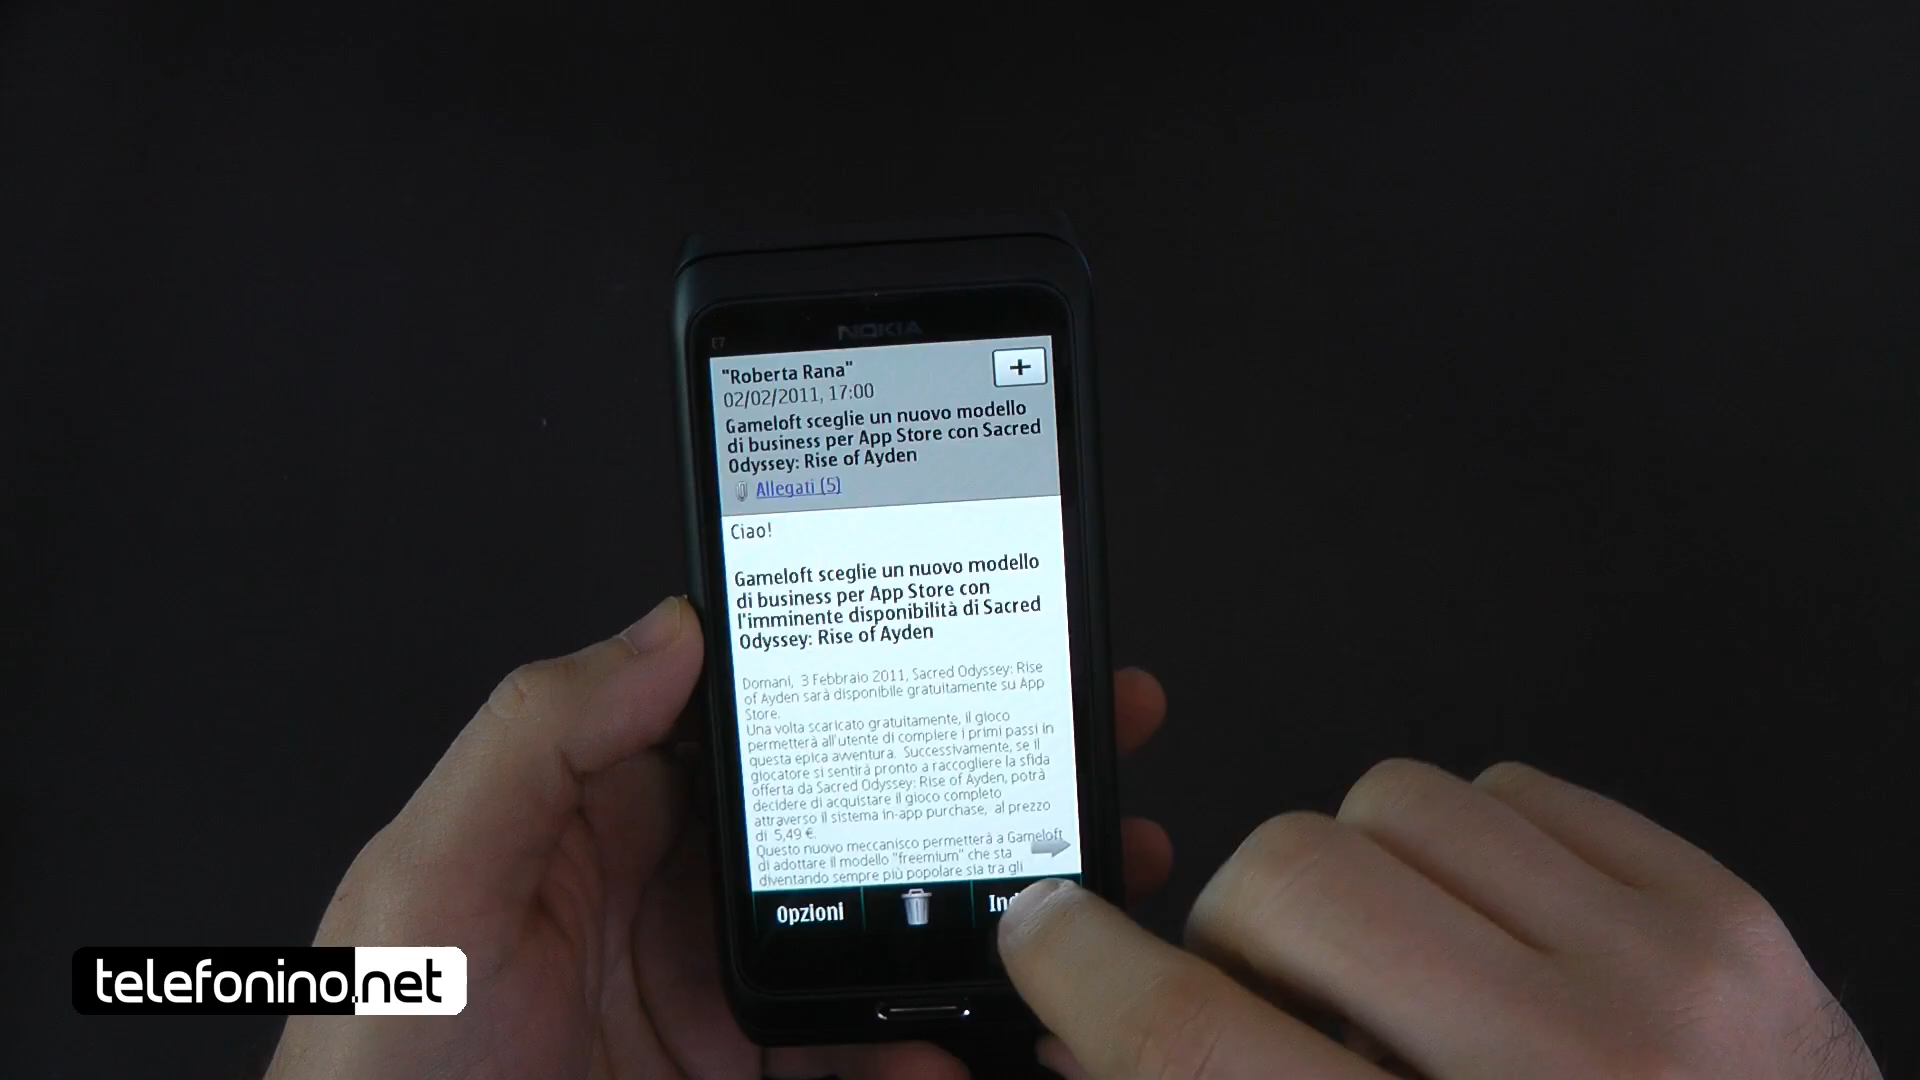 E7
NOKIA
"Roberta Rana"
+
02/02/2011, 17:00
Gameloft sceglie un nuovo modello
di business per App Store con Sacred
Odyssey: Rise of Ayden
Allegati (5)
Ciao!
Gameloft sceglie un nuovo modello
di business per App Store con
l'imminente disponibilità di Sacred
Odyssey: Rise of Ayden
Domani, 3 Febbraio 2011, Sacred Odyssey: Rise
of Ayden sarà disponibile gratuitamente su App
Store.
Una volta scaricato gratuitamente, il gioco
permetterà all'utente di compiere i primi passi in
questa epica avventura. Successivamente, se il
giocatore si sentirà pronto a raccogliere la sfida
offerta da Sacred Odyssey: Rise of Ayden, potrà
decidere di acquistare il gioco completo
attraverso il sistema in-app purchase, al prezzo
di 5,49 €.
Questo nuovo meccanisco permetterà a Gameloft
di adottare il modello "freemium" che sta
diventando sempre più popolare sia tra gli
Opzioni
telefonino.net